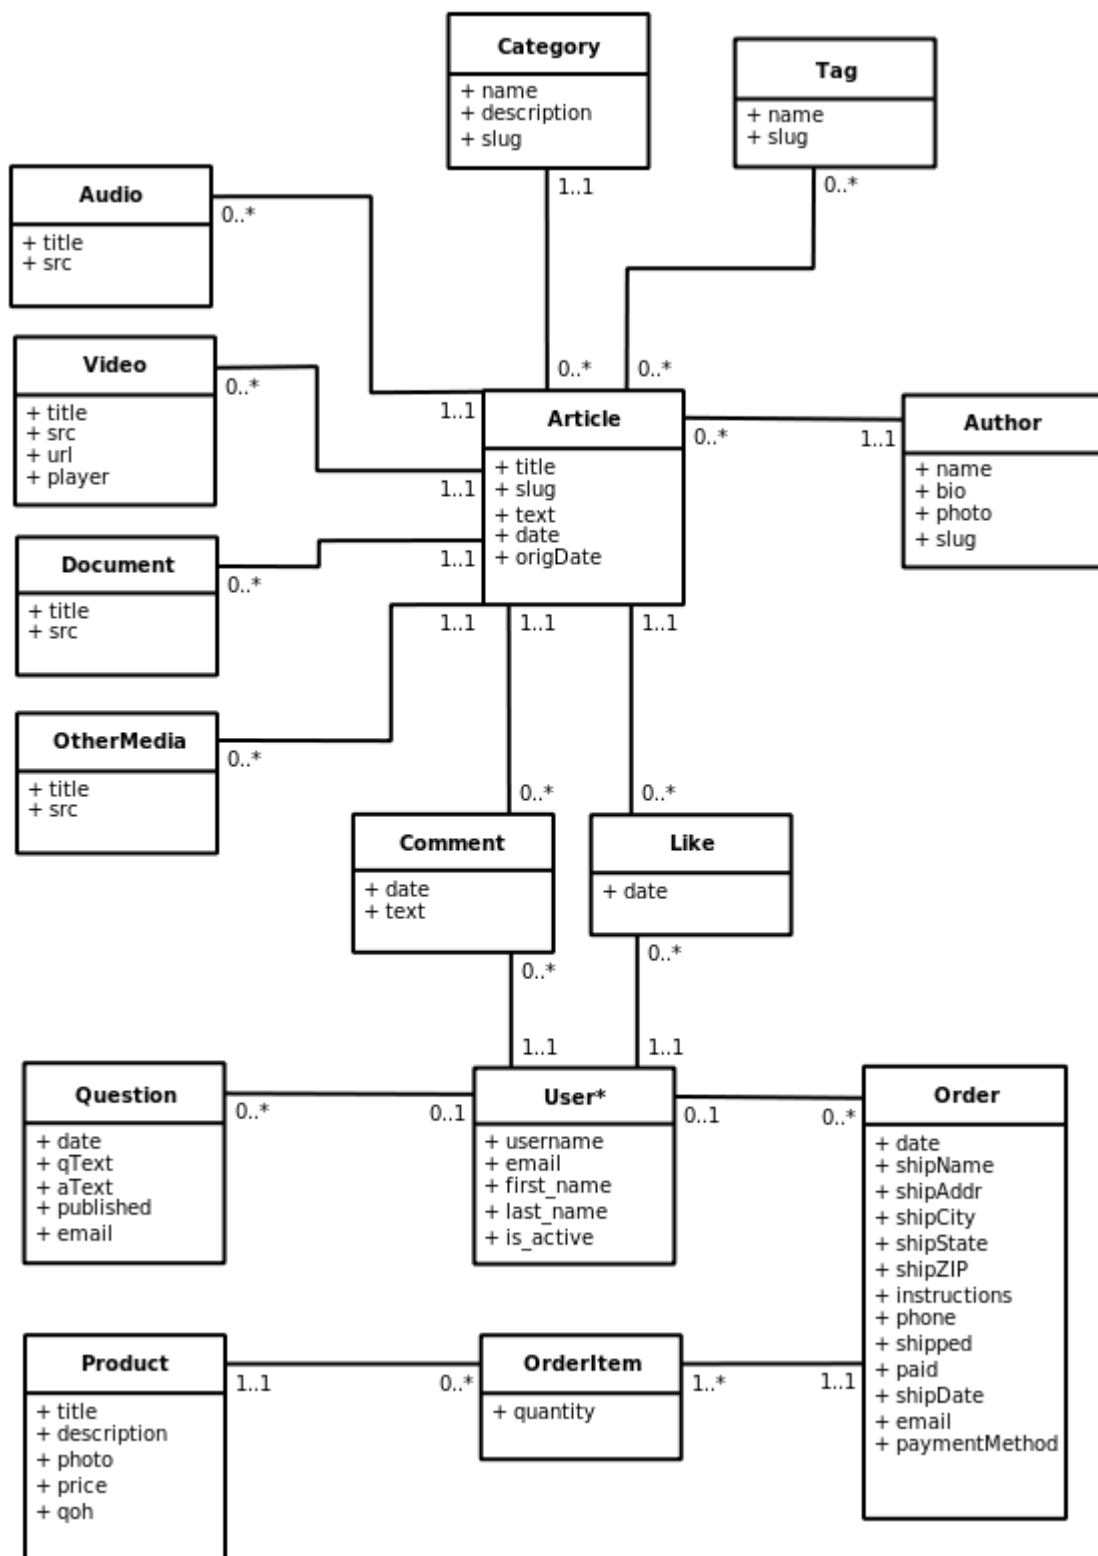 Category
+ name
+ description
+ slug
1..1
Tag
+ name
+ slug
0..*
Audio
+ title
+ src
0..*
Video
+ title
+ src
+ url
+ player
0..*
Document
+ title
+ src
0..*
OtherMedia
+ title
+ src
0..*
0..*
0..*
1..1
1..1
1..1
1..1
Article
+ title
+ slug
+ text
+ date
+ origDate
0..*
1..1
Author
+ name
+ bio
+ photo
+ slug
1..1
1..1
0..*
0..*
Comment
+ date
+ text
0..*
1..1
Like
+ date
0..*
1..1
Question
+ date
+ qText
+ aText
+ published
+ email
0..*
0..1
User*
+ username
+ email
+ first_name
+ last_name
+ is_active
0..1
0..*
Order
+ date
+ shipName
+ shipAddr
+ shipCity
+ shipState
+ shipZIP
+ instructions
+ phone
+ shipped
+ paid
+ shipDate
+ email
+ paymentMethod
Product
+ title
+ description
+ photo
+ price
+ qoh
1..1
0..*
OrderItem
+ quantity
1..*
1..1